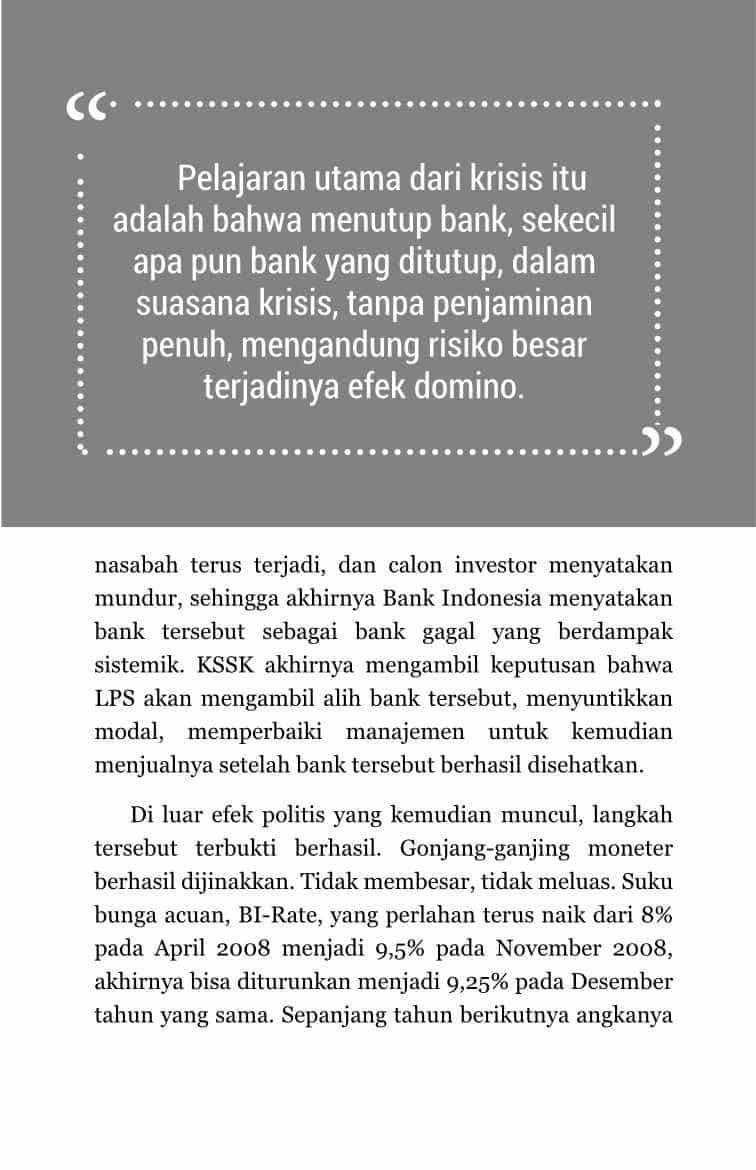 “
Pelajaran utama dari krisis itu
adalah bahwa menutup bank, sekecil
apa pun bank yang ditutup, dalam
suasana krisis, tanpa penjaminan
penuh, mengandung risiko besar
terjadinya efek domino.
”
nasabah terus terjadi, dan calon investor menyatakan
mundur, sehingga akhirnya Bank Indonesia menyatakan
bank tersebut sebagai bank gagal yang berdampak
sistemik. KSSK akhirnya mengambil keputusan bahwa
LPS akan mengambil alih bank tersebut, menyuntikkan
modal, memperbaiki manajemen untuk kemudian
menjualnya setelah bank tersebut berhasil disehatkan.
Di luar efek politis yang kemudian muncul, langkah
tersebut terbukti berhasil. Gonjang-ganjing moneter
berhasil dijinakkan. Tidak membesar, tidak meluas. Suku
bunga acuan, BI-Rate, yang perlahan terus naik dari 8%
pada April 2008 menjadi 9,5% pada November 2008,
akhirnya bisa diturunkan menjadi 9,25% pada Desember
tahun yang sama. Sepanjang tahun berikutnya angkanya